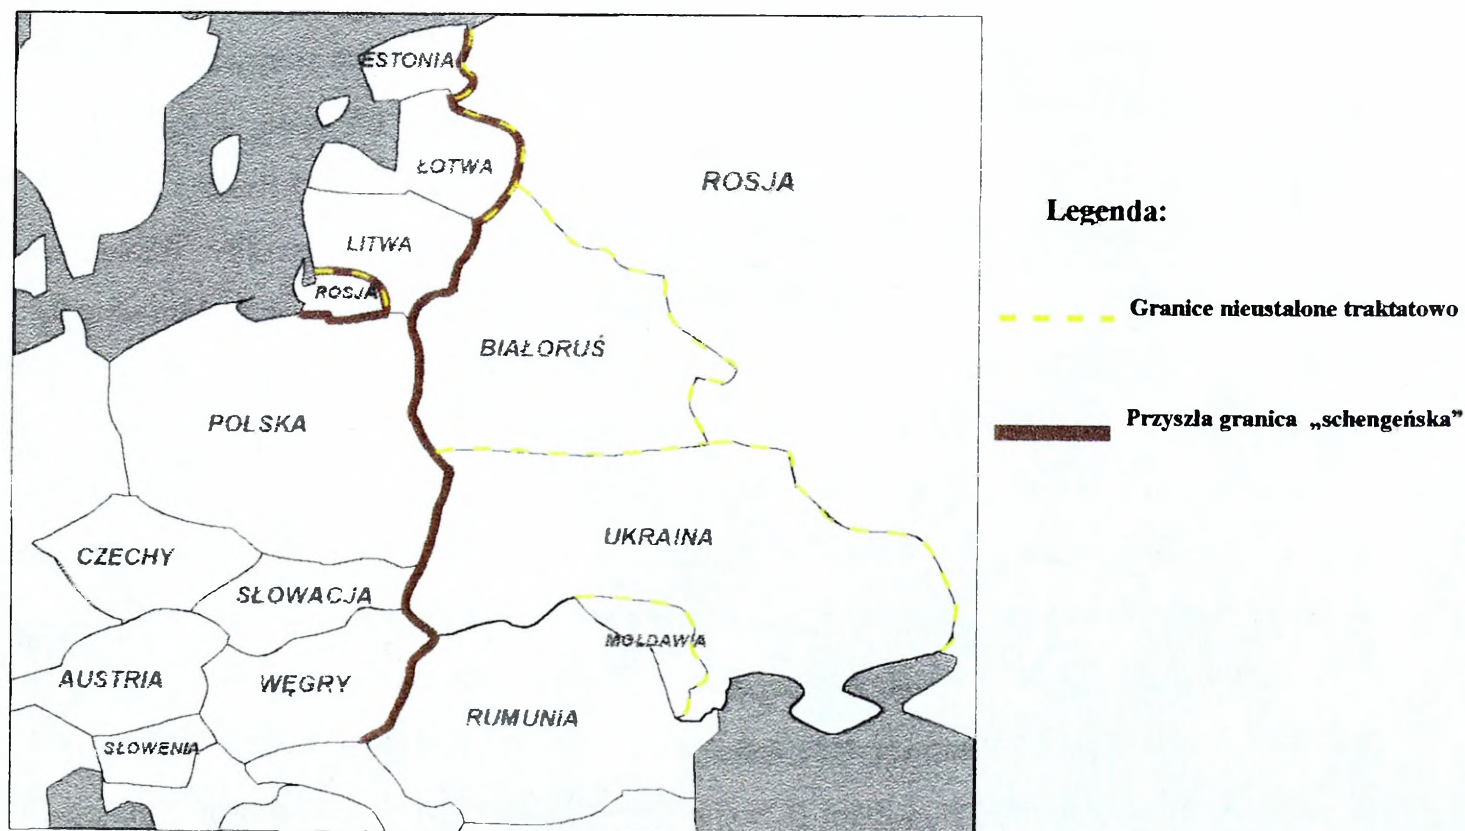 ESTONIA
ŁOTWA
ROSJA
LITWA
ROSJA
BIAŁORUŚ
POLSKA
UKRAINA
CZECHY
SŁOWACJA
MOŁDAWIA
AUSTRIA
WĘGRY
RUMUNIA
SŁOWENIA
Legenda:
Granice nieustalone traktatowo
Przyszła granica „schengeńska”